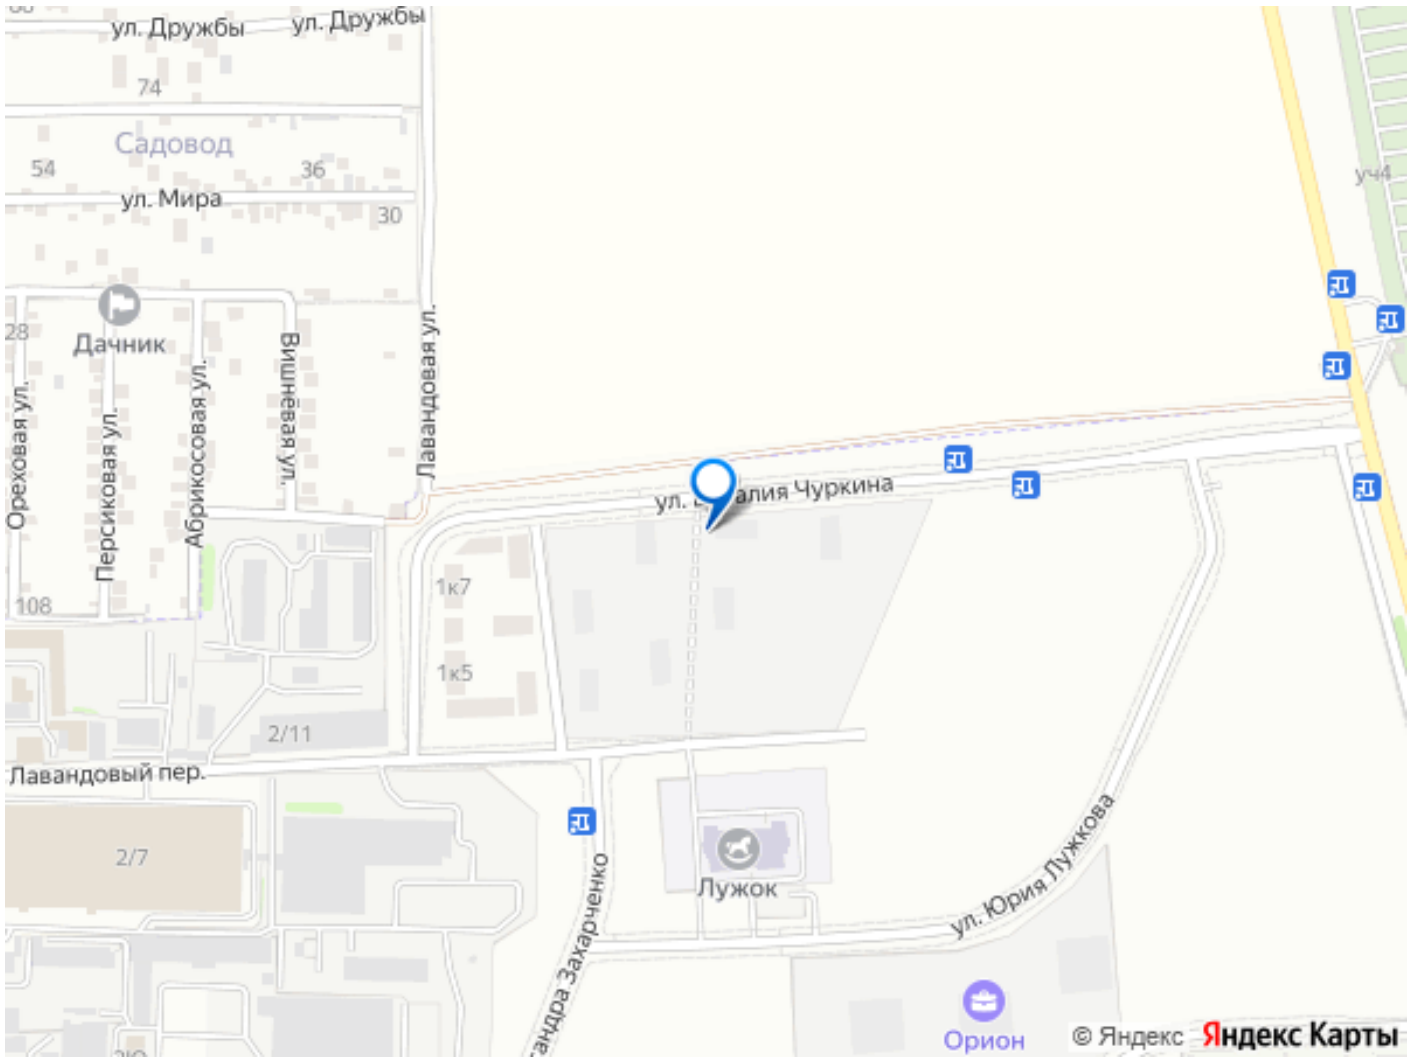 ул. Дружбы
ул. Дружбы
74
Садовод
54
36
уч4
ул. Мира
30
28
Дачник
Вишнёвая ул.
Лавандовая ул.
Ореховая ул.
Персиковая ул.
Абрикосовая ул.
ул. В
алия Чуркина
1к7
108
1к5
2/11
Лавандовый пер.
2/7
Лужок
ул. Юрия Лужкова
сандра Захарченко
Орион
© Яндекс Яндекс Карты